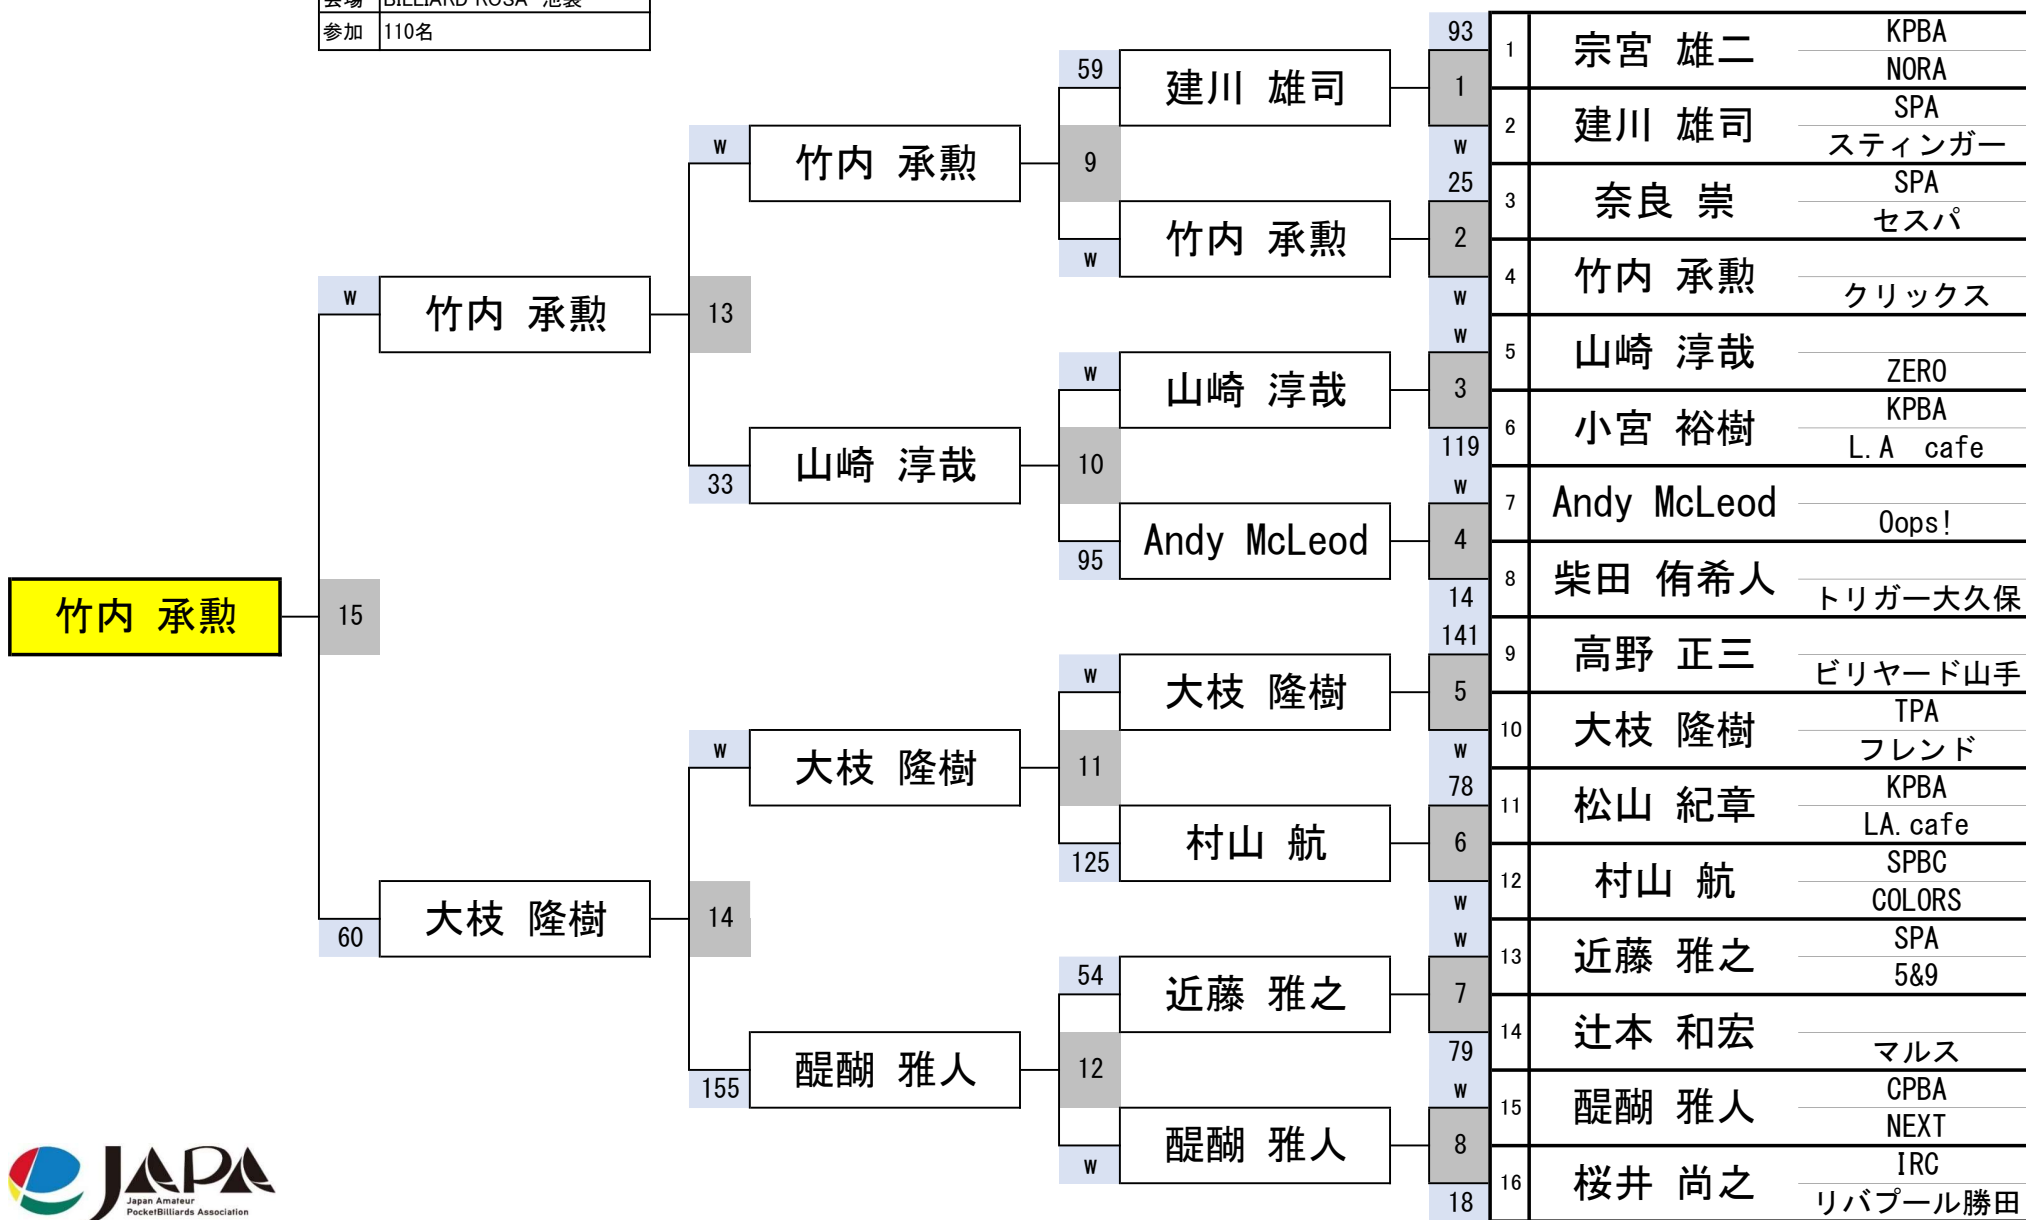 会場 BILLIARD ROSA 池袋
参加 110名
竹内 承勲
15
w
竹内 承勲
60
大枝 隆樹
13
14
w
竹内 承勲
33
山崎 淳哉
w
大枝 隆樹
155
醍醐 雅人
9
10
11
12
59
建川 雄司
w
竹内 承勲
w
山崎 淳哉
95
Andy McLeod
w
大枝 隆樹
125
村山 航
54
近藤 雅之
w
醍醐 雅人
93
1
w
25
2
w
w
3
119
w
4
14
141
5
w
78
6
w
w
7
79
w
8
18
1 宗宮 雄二 KPBA
NORA
2 建川 雄司 SPA
スティンガー
3 奈良 崇 SPA
セスパ
4 竹内 承勲
クリックス
5 山崎 淳哉
ZERO
6 小宮 裕樹 KPBA
L.A cafe
7 Andy McLeod
Oops!
8 柴田 侑希人
トリガー大久保
9 高野 正三
ビリヤード山手
10 大枝 隆樹 TPA
フレンド
11 松山 紀章 KPBA
LA.cafe
12 村山 航 SPBC
COLORS
13 近藤 雅之 SPA
5&9
14 辻本 和宏
マルス
15 醍醐 雅人 CPBA
NEXT
16 桜井 尚之 IRC
リバプール勝田
JAPA
Japan Amateur
PocketBilliards Association